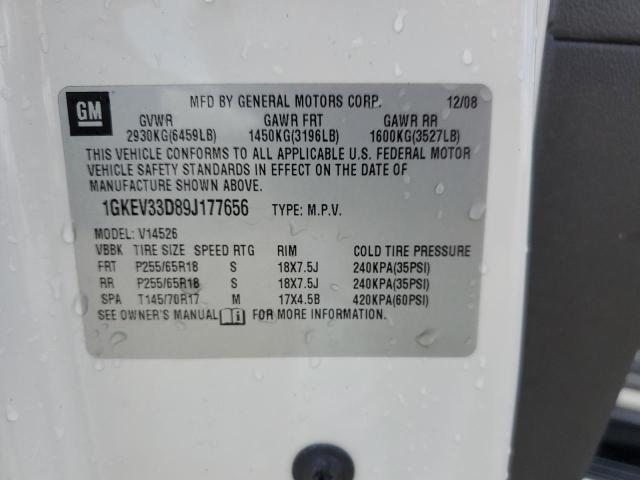 GM
MFD BY GENERAL MOTORS CORP. 12/08
GVWR GAWR FRT GAWR RR
2930KG(6459LB) 1450KG(3196LB) 1600KG(3527LB)
THIS VEHICLE CONFORMS TO ALL APPLICABLE U.S. FEDERAL MOTOR
VEHICLE SAFETY STANDARDS IN EFFECT ON THE DATE OF
MANUFACTURE SHOWN ABOVE.
1GKEV33D89J177656 TYPE: M.P.V.
MODEL: V14526
VBBK TIRE SIZE SPEED RTG RIM COLD TIRE PRESSURE
FRT P255/65R18 S 18X7.5J 240KPA(35PSI)
RR P255/65R18 S 18X7.5J 240KPA(35PSI)
SPA T145/70R17 M 17X4.5B 420KPA(60PSI)
SEE OWNER'S MANUAL FOR MORE INFORMATION.